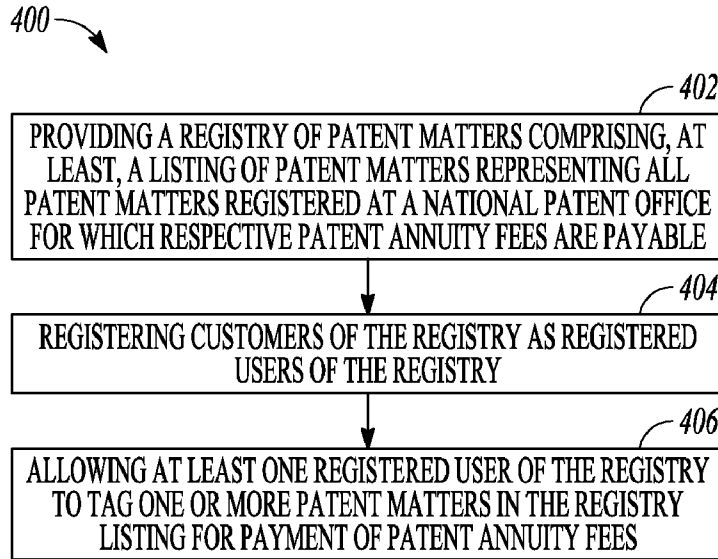 400
402
PROVIDING A REGISTRY OF PATENT MATTERS COMPRISING, AT
LEAST, A LISTING OF PATENT MATTERS REPRESENTING ALL
PATENT MATTERS REGISTERED AT A NATIONAL PATENT OFFICE
FOR WHICH RESPECTIVE PATENT ANNUITY FEES ARE PAYABLE
404
REGISTERING CUSTOMERS OF THE REGISTRY AS REGISTERED
USERS OF THE REGISTRY
406
ALLOWING AT LEAST ONE REGISTERED USER OF THE REGISTRY
TO TAG ONE OR MORE PATENT MATTERS IN THE REGISTRY
LISTING FOR PAYMENT OF PATENT ANNUITY FEES